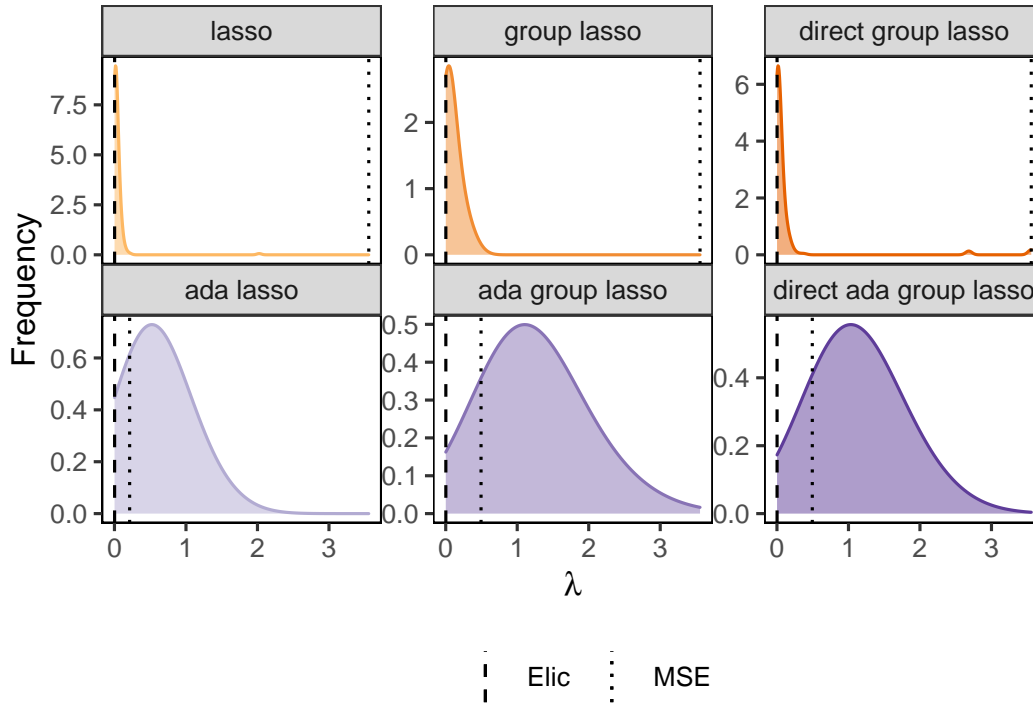 lasso
group lasso
direct group lasso
7.5
5.0
2.5
0.0
2
1
0
6
4
2
0
Frequency
ada lasso
ada group lasso
direct ada group lasso
0.6
0.4
0.2
0.0
0.5
0.4
0.3
0.2
0.1
0.0
0.4
0.2
0.0
0 1 2 3
0 1 2 3
0 1 2 3
λ
Elic MSE